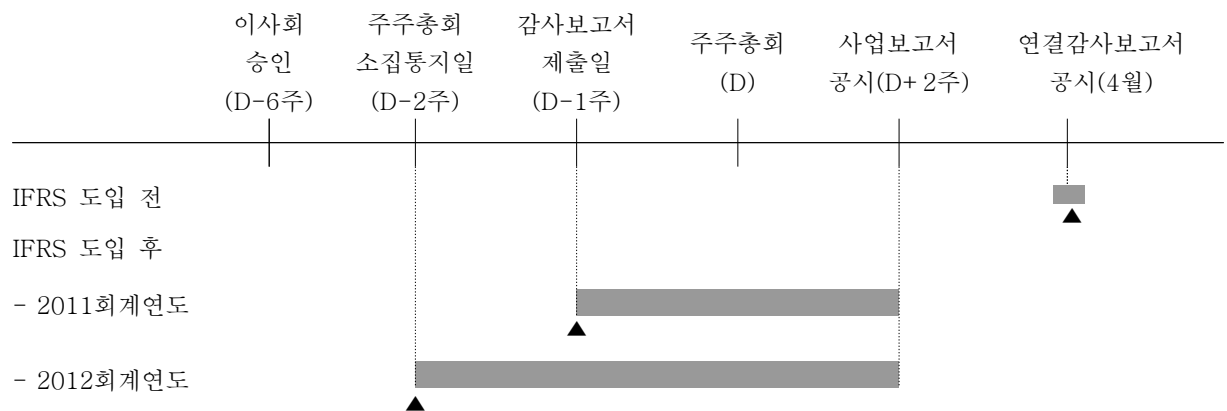 이사회
승인
(D-6주)
주주총회
소집통지일
(D-2주)
감사보고서
제출일
(D-1주)
주주총회
(D)
사업보고서
공시(D+2주)
연결감사보고서
공시(4월)
IFRS 도입 전
IFRS 도입 후
- 2011회계연도
- 2012회계연도